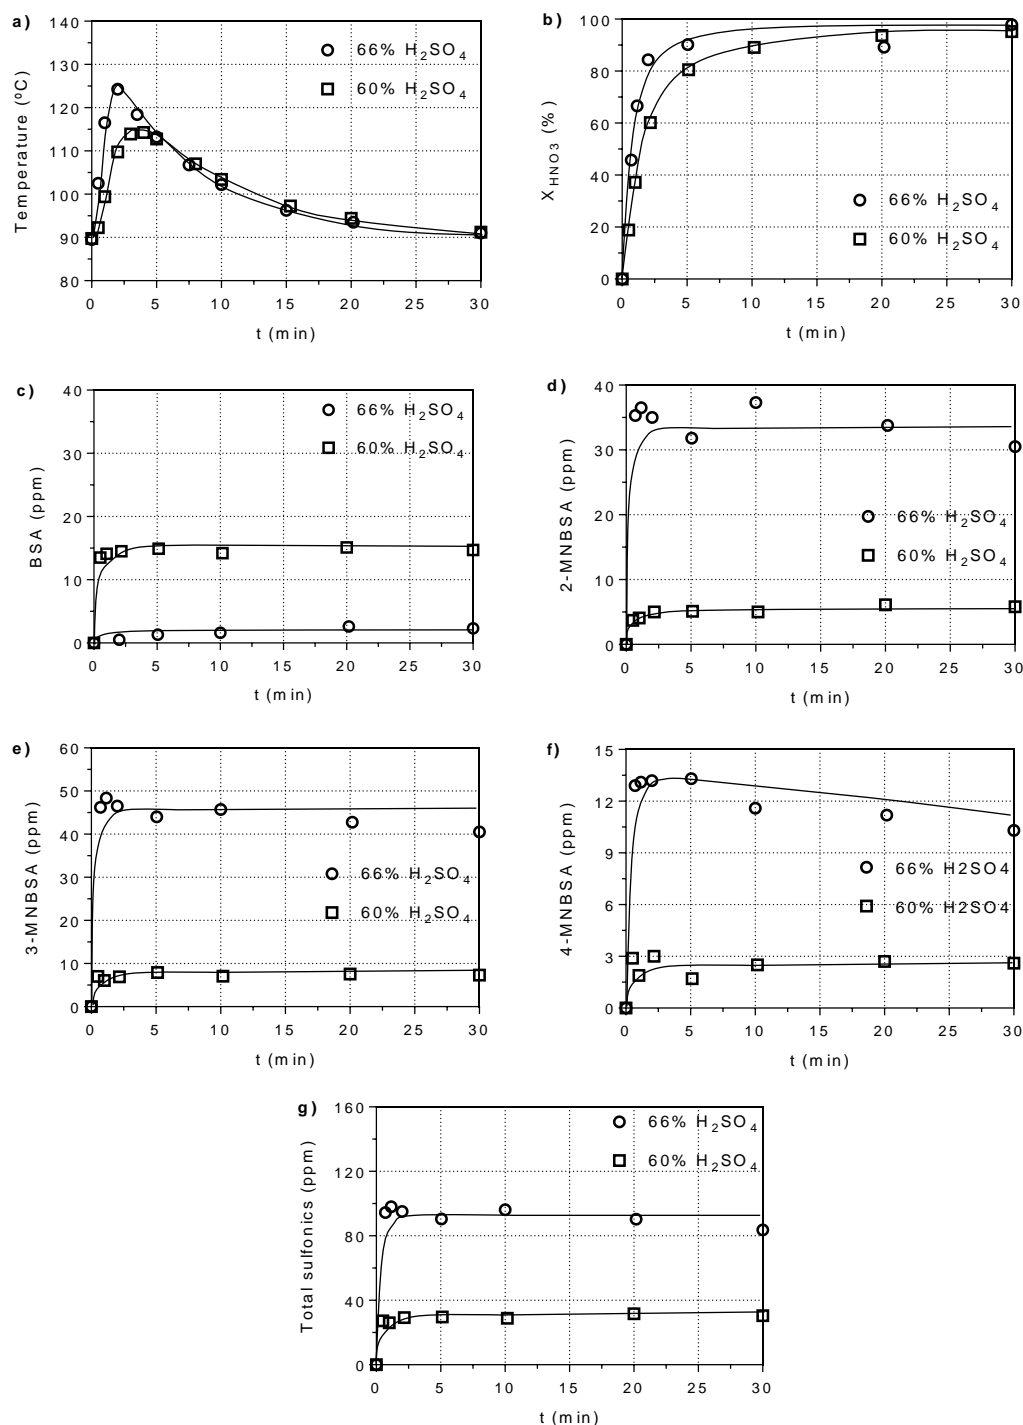 a)
140
130
120
110
100
90
80
Temperature (ºC)
66% H2SO4
60% H2SO4
0 5 10 15 20 25 30
t (min)
b)
100
80
60
40
20
0
XHNO3 (%)
66% H2SO4
60% H2SO4
0 5 10 15 20 25 30
t (min)
c)
40
30
20
10
0
BSA (ppm)
66% H2SO4
60% H2SO4
0 5 10 15 20 25 30
t (min)
d)
40
30
20
10
0
2-MNBSA (ppm)
66% H2SO4
60% H2SO4
0 5 10 15 20 25 30
t (min)
e)
60
50
40
30
20
10
0
3-MNBSA (ppm)
66% H2SO4
60% H2SO4
0 5 10 15 20 25 30
t (min)
f)
15
12
9
6
3
0
4-MNBSA (ppm)
66% H2SO4
60% H2SO4
0 5 10 15 20 25 30
t (min)
g)
160
120
80
40
0
Total sulfonics (ppm)
66% H2SO4
60% H2SO4
0 5 10 15 20 25 30
t (min)